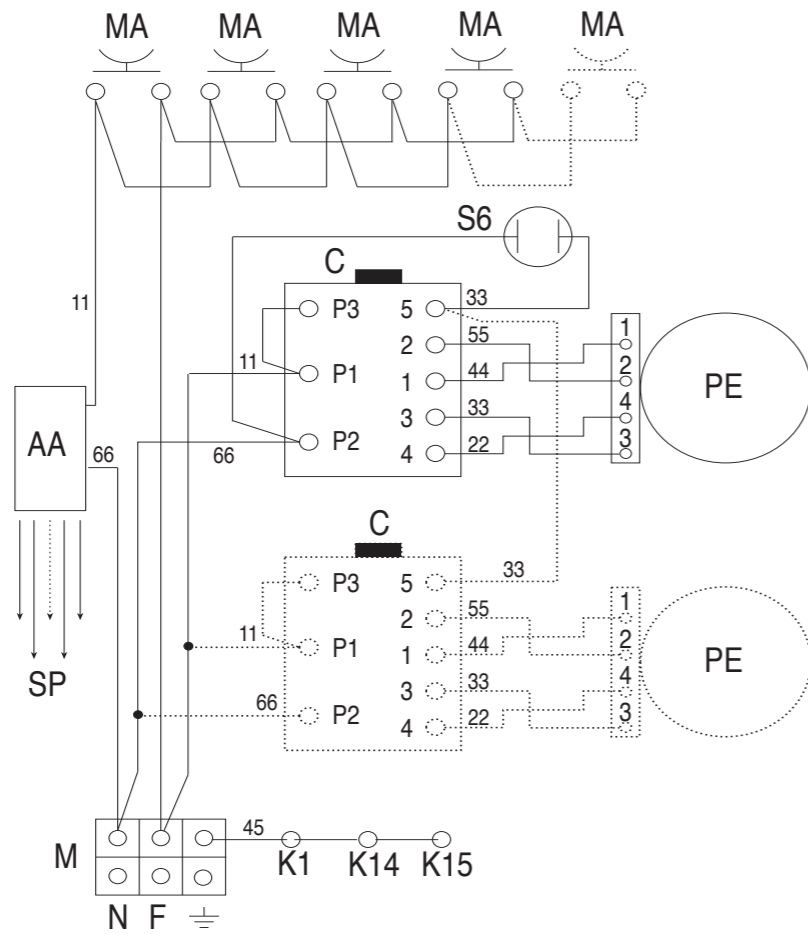 MA MA MA MA MA
S6
C
11
P3 5 33
2 55 1
11 P1 1 44 2
PE
3 33 4
66 P2 4 22 3
AA
66
C
P3 5 33
2 55 1
11 P1 1 44 2
PE
3 33 4
66 P2 4 22 3
SP
45
M K1 K14 K15
N F